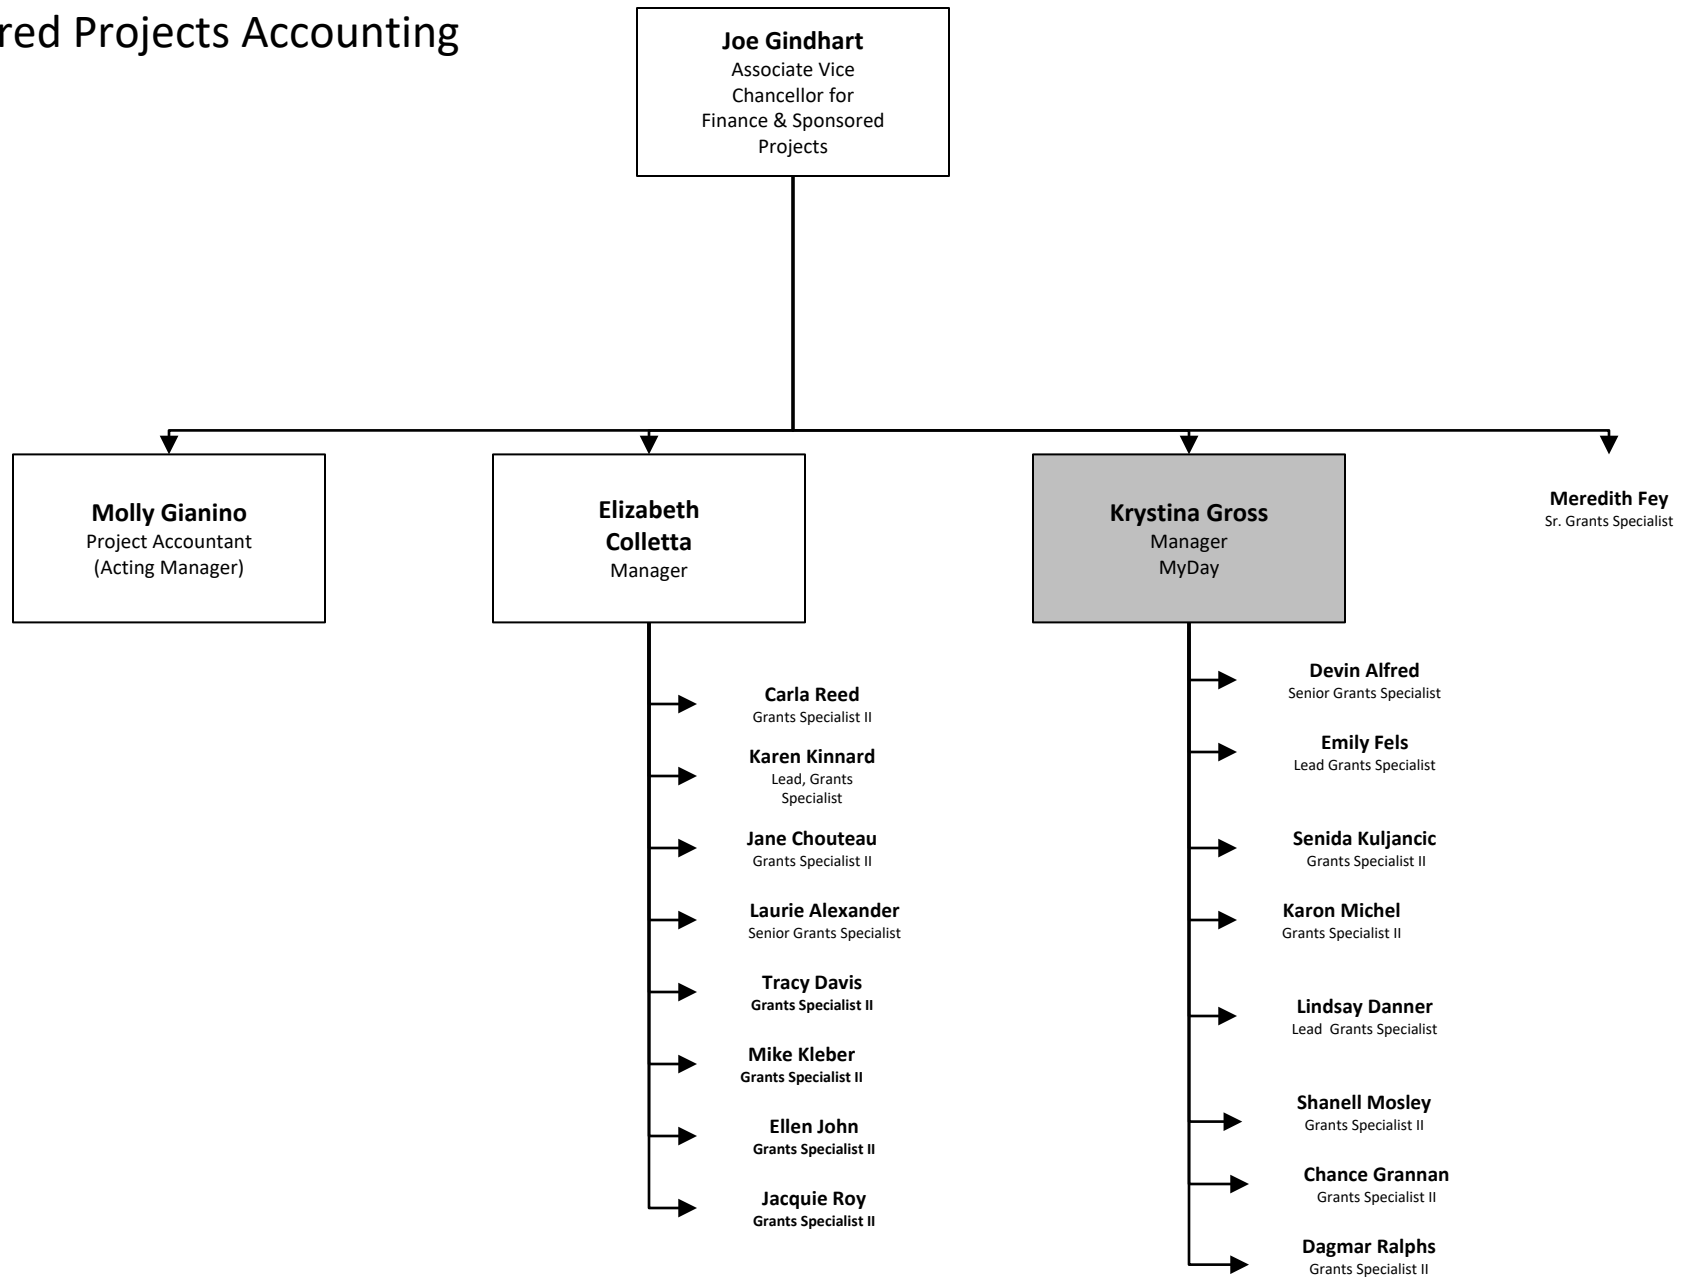 red Projects Accounting
Joe Gindhart
Associate Vice
Chancellor for
Finance & Sponsored
Projects
Molly Gianino
Project Accountant
(Acting Manager)
Elizabeth
Colletta
Manager
Krystina Gross
Manager
MyDay
Meredith Fey
Sr. Grants Specialist
Carla Reed
Grants Specialist II
Karen Kinnard
Lead, Grants
Specialist
Jane Chouteau
Grants Specialist II
Laurie Alexander
Senior Grants Specialist
Tracy Davis
Grants Specialist II
Mike Kleber
Grants Specialist II
Ellen John
Grants Specialist II
Jacquie Roy
Grants Specialist II
Devin Alfred
Senior Grants Specialist
Emily Fels
Lead Grants Specialist
Senida Kuljancic
Grants Specialist II
Karon Michel
Grants Specialist II
Lindsay Danner
Lead  Grants Specialist
Shanell Mosley
Grants Specialist II
Chance Grannan
Grants Specialist II
Dagmar Ralphs
Grants Specialist II